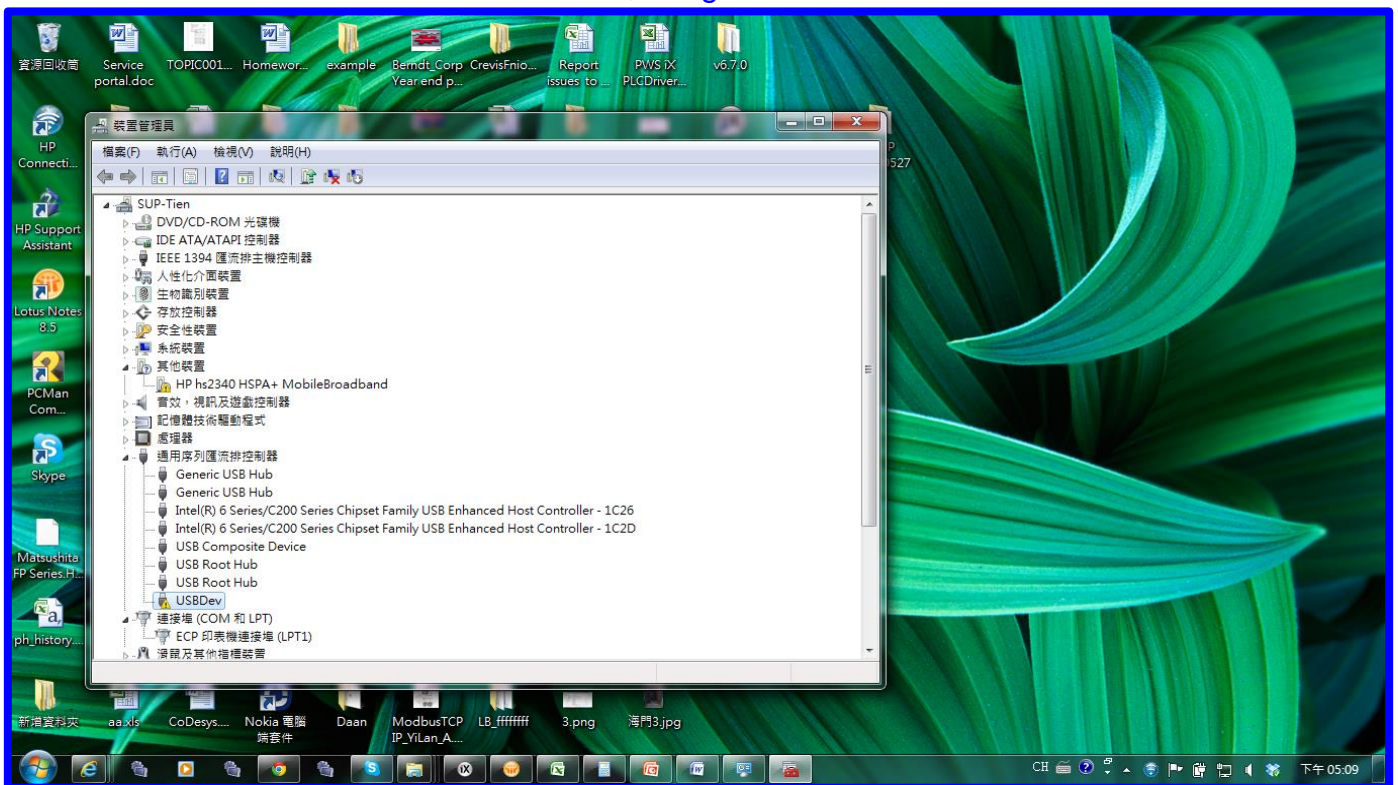 資源回收筒
Service portal.doc
TOPIC001...
Homewor...
example
Berndt_Corp Year end p...
CrevisFnio...
Report issues to ...
PWS iX PLCDriver...
v6.7.0
HP Connecti...
HP Support Assistant
Lotus Notes 8.5
PCMan Com...
Skype
Matsushita FP Series.H...
ph_history....
新增資料夾
P
0527
裝置管理員
檔案(F) 執行(A) 檢視(V) 說明(H)
SUP-Tien
DVD/CD-ROM 光碟機
IDE ATA/ATAPI 控制器
IEEE 1394 匯流排主機控制器
人性化介面裝置
生物識別裝置
存放控制器
安全性裝置
系統裝置
其他裝置
HP hs2340 HSPA+ MobileBroadband
音效，視訊及遊戲控制器
記憶體技術驅動程式
處理器
通用序列匯流排控制器
Generic USB Hub
Generic USB Hub
Intel(R) 6 Series/C200 Series Chipset Family USB Enhanced Host Controller - 1C26
Intel(R) 6 Series/C200 Series Chipset Family USB Enhanced Host Controller - 1C2D
USB Composite Device
USB Root Hub
USB Root Hub
USBDev
連接埠 (COM 和 LPT)
ECP 印表機連接埠 (LPT1)
滑鼠及其他指標裝置
aa.xls
CoDesys....
Nokia 電腦端套件
Daan
ModbusTCP IP_YiLan_A....
LB_ffffffff
3.png
海門3.jpg
CH
下午 05:09